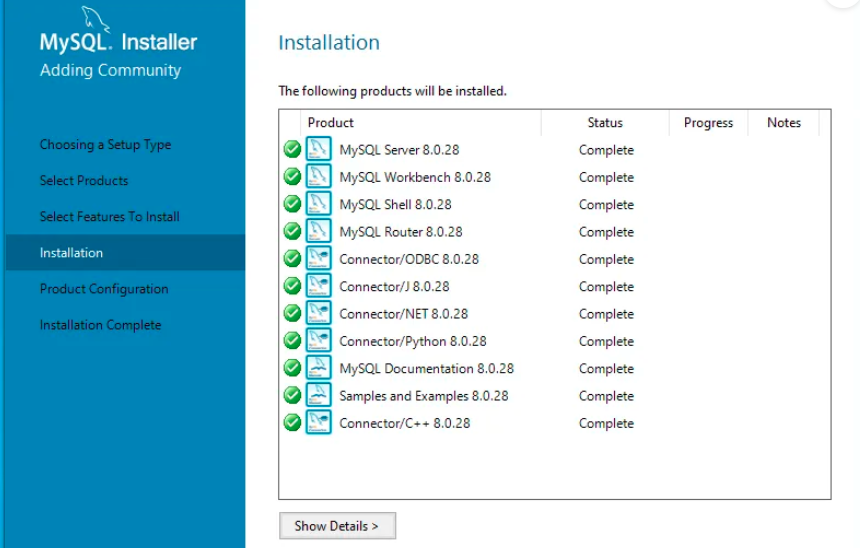 MySQL. Installer
Adding Community
Choosing a Setup Type
Select Products
Select Features To Install
Installation
Product Configuration
Installation Complete
Installation
The following products will be installed.
Product Status Progress Notes
MySQL Server 8.0.28 Complete
MySQL Workbench 8.0.28 Complete
MySQL Shell 8.0.28 Complete
MySQL Router 8.0.28 Complete
Connector/ODBC 8.0.28 Complete
Connector/J 8.0.28 Complete
Connector/NET 8.0.28 Complete
Connector/Python 8.0.28 Complete
MySQL Documentation 8.0.28 Complete
Samples and Examples 8.0.28 Complete
Connector/C++ 8.0.28 Complete
Show Details >